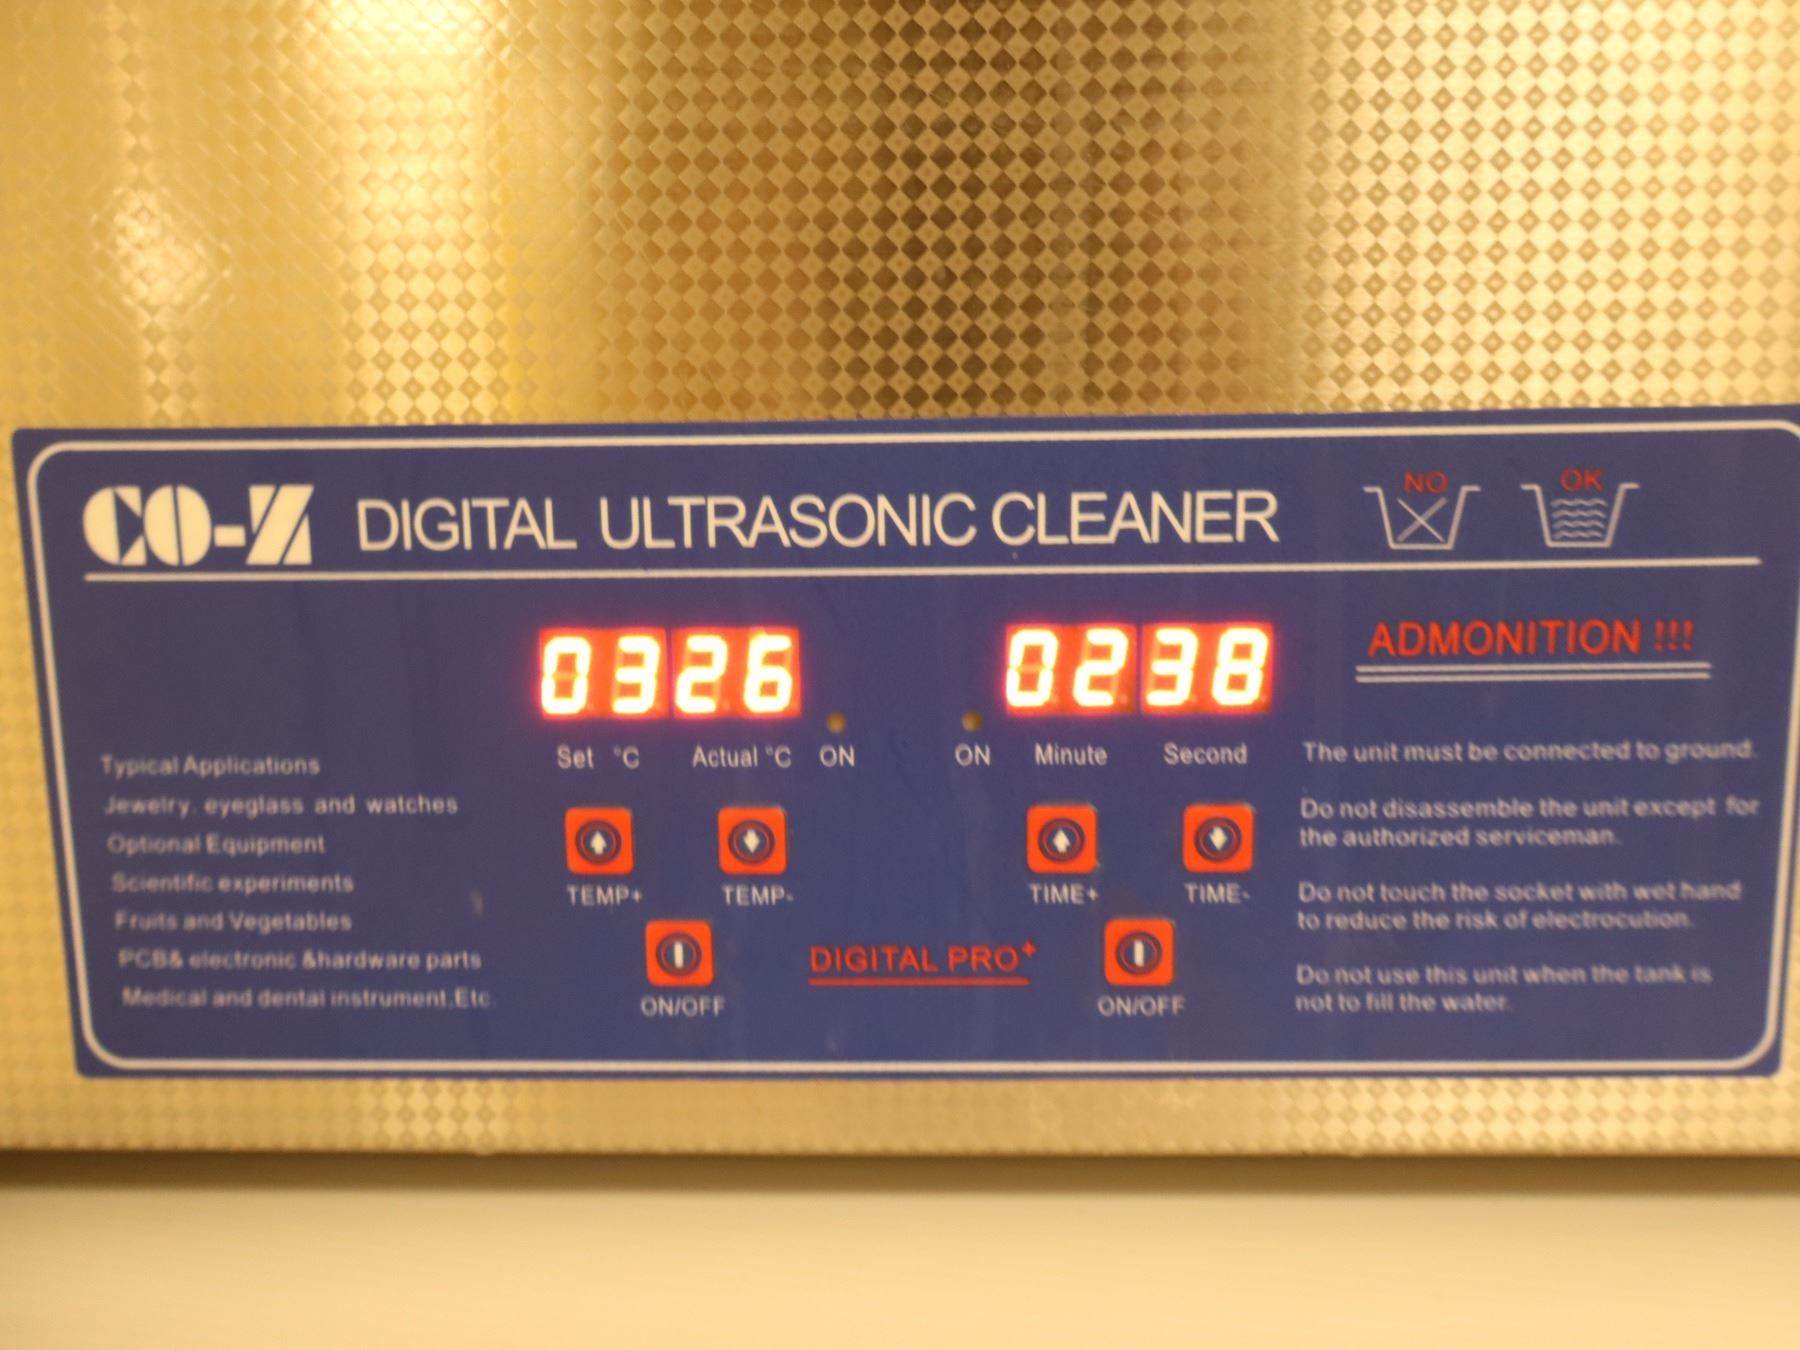 CO-Z DIGITAL ULTRASONIC CLEANER NO OK
0326 0238
ADMONITION !!!
Set °C Actual °C ON ON Minute Second
Typical Applications
Jewelry, eyeglass and watches
Optional Equipment
Scientific experiments
Fruits and Vegetables
PCB& electronic &hardware parts
Medical and dental instrument,Etc.
TEMP+ TEMP- TIME+ TIME-
ON/OFF DIGITAL PRO+ ON/OFF
The unit must be connected to ground.
Do not disassemble the unit except for
the authorized serviceman.
Do not touch the socket with wet hand
to reduce the risk of electrocution.
Do not use this unit when the tank is
not to fill the water.